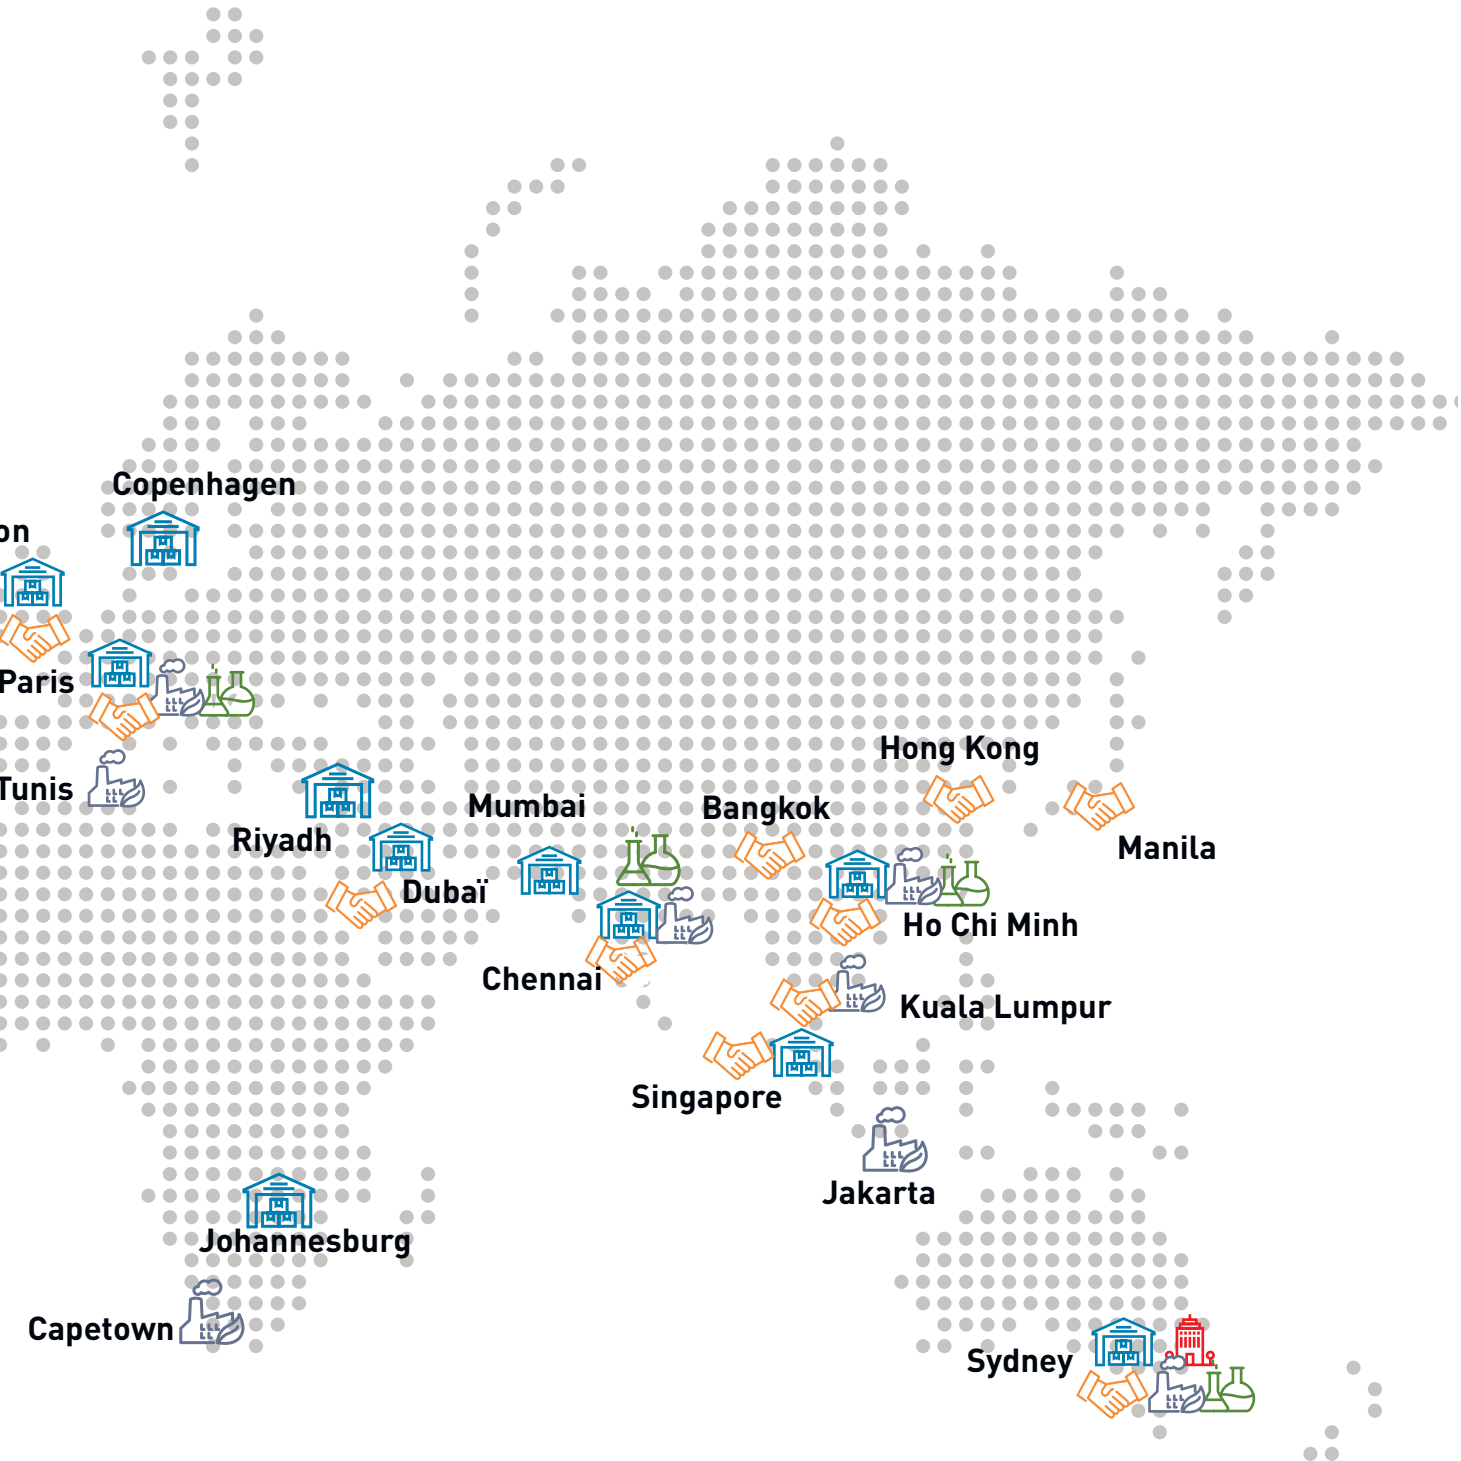 Copenhagen
on
Paris
Hong Kong
Tunis
Mumbai
Bangkok
Riyadh
Manila
Dubaï
Ho Chi Minh
Chennai
Kuala Lumpur
Singapore
Jakarta
Johannesburg
Capetown
Sydney